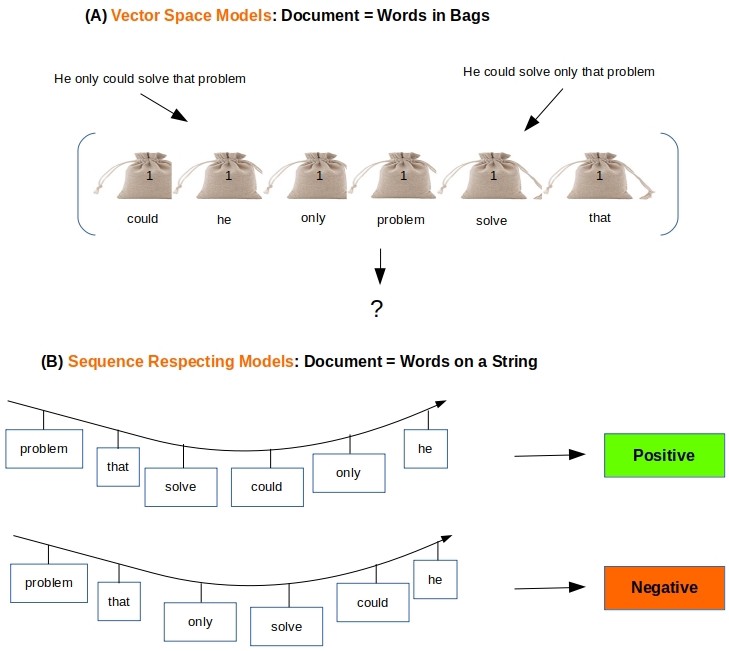 (A) Vector Space Models: Document = Words in Bags
He only could solve that problem
He could solve only that problem
1 1 1 1 1 1
could he only problem solve that
?
(B) Sequence Respecting Models: Document = Words on a String
problem that solve could only he
Positive
problem that only solve could he
Negative